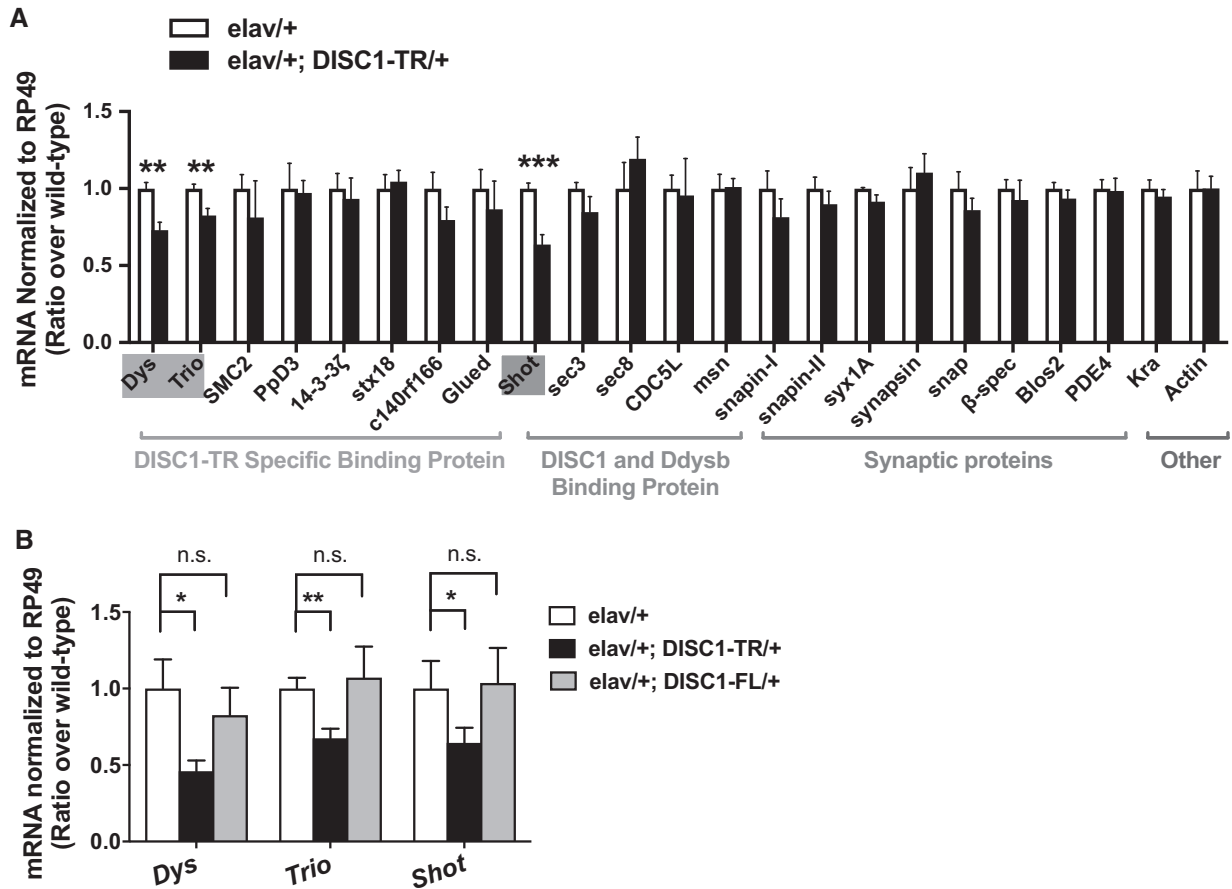 A
elav/+
elav/+; DISC1-TR/+
mRNA Normalized to RP49
(Ratio over wild-type)
1.5
1.0
0.5
0.0
** ** ***
Dys Trio SMC2 PpD3 14-3-3ζ stx18 c140rf166 Glued Shot sec3 sec8 CDC5L msn snapin-I snapin-II syx1A synapsin snap β-spec Blos2 PDE4 Kra Actin
DISC1-TR Specific Binding Protein
DISC1 and Ddysb
Binding Protein
Synaptic proteins
Other
B
mRNA normalized to RP49
(Ratio over wild-type)
1.5
1.0
0.5
0.0
n.s. n.s. n.s.
* ** *
elav/+
elav/+; DISC1-TR/+
elav/+; DISC1-FL/+
Dys Trio Shot